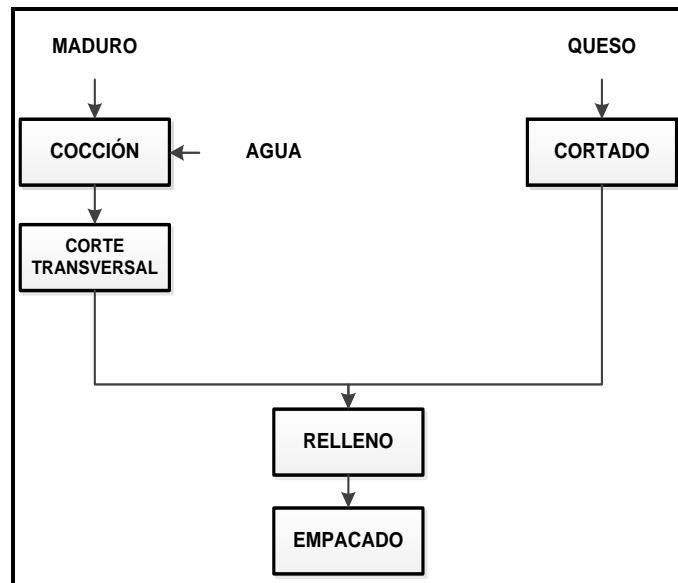 MADURO
QUESO
COCCIÓN
AGUA
CORTADO
CORTE
TRANSVERSAL
RELLENO
EMPACADO